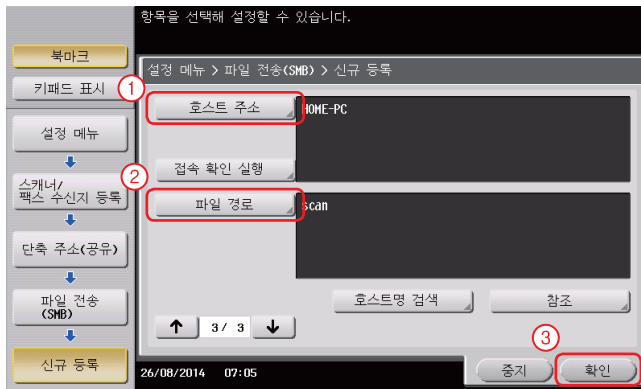 항목을 선택해 설정할 수 있습니다.
북마크
키패드 표시
설정 메뉴
스캐너/
팩스 수신지 등록
단축 주소(공유)
파일 전송
(SMB)
신규 등록
설정 메뉴 > 파일 전송(SMB) > 신규 등록
①
호스트 주소
HOME-PC
접속 확인 실행
②
파일 경로
scan
호스트명 검색
참조
↑ 3/ 3 ↓
③
26/08/2014 07:05
중지
확인